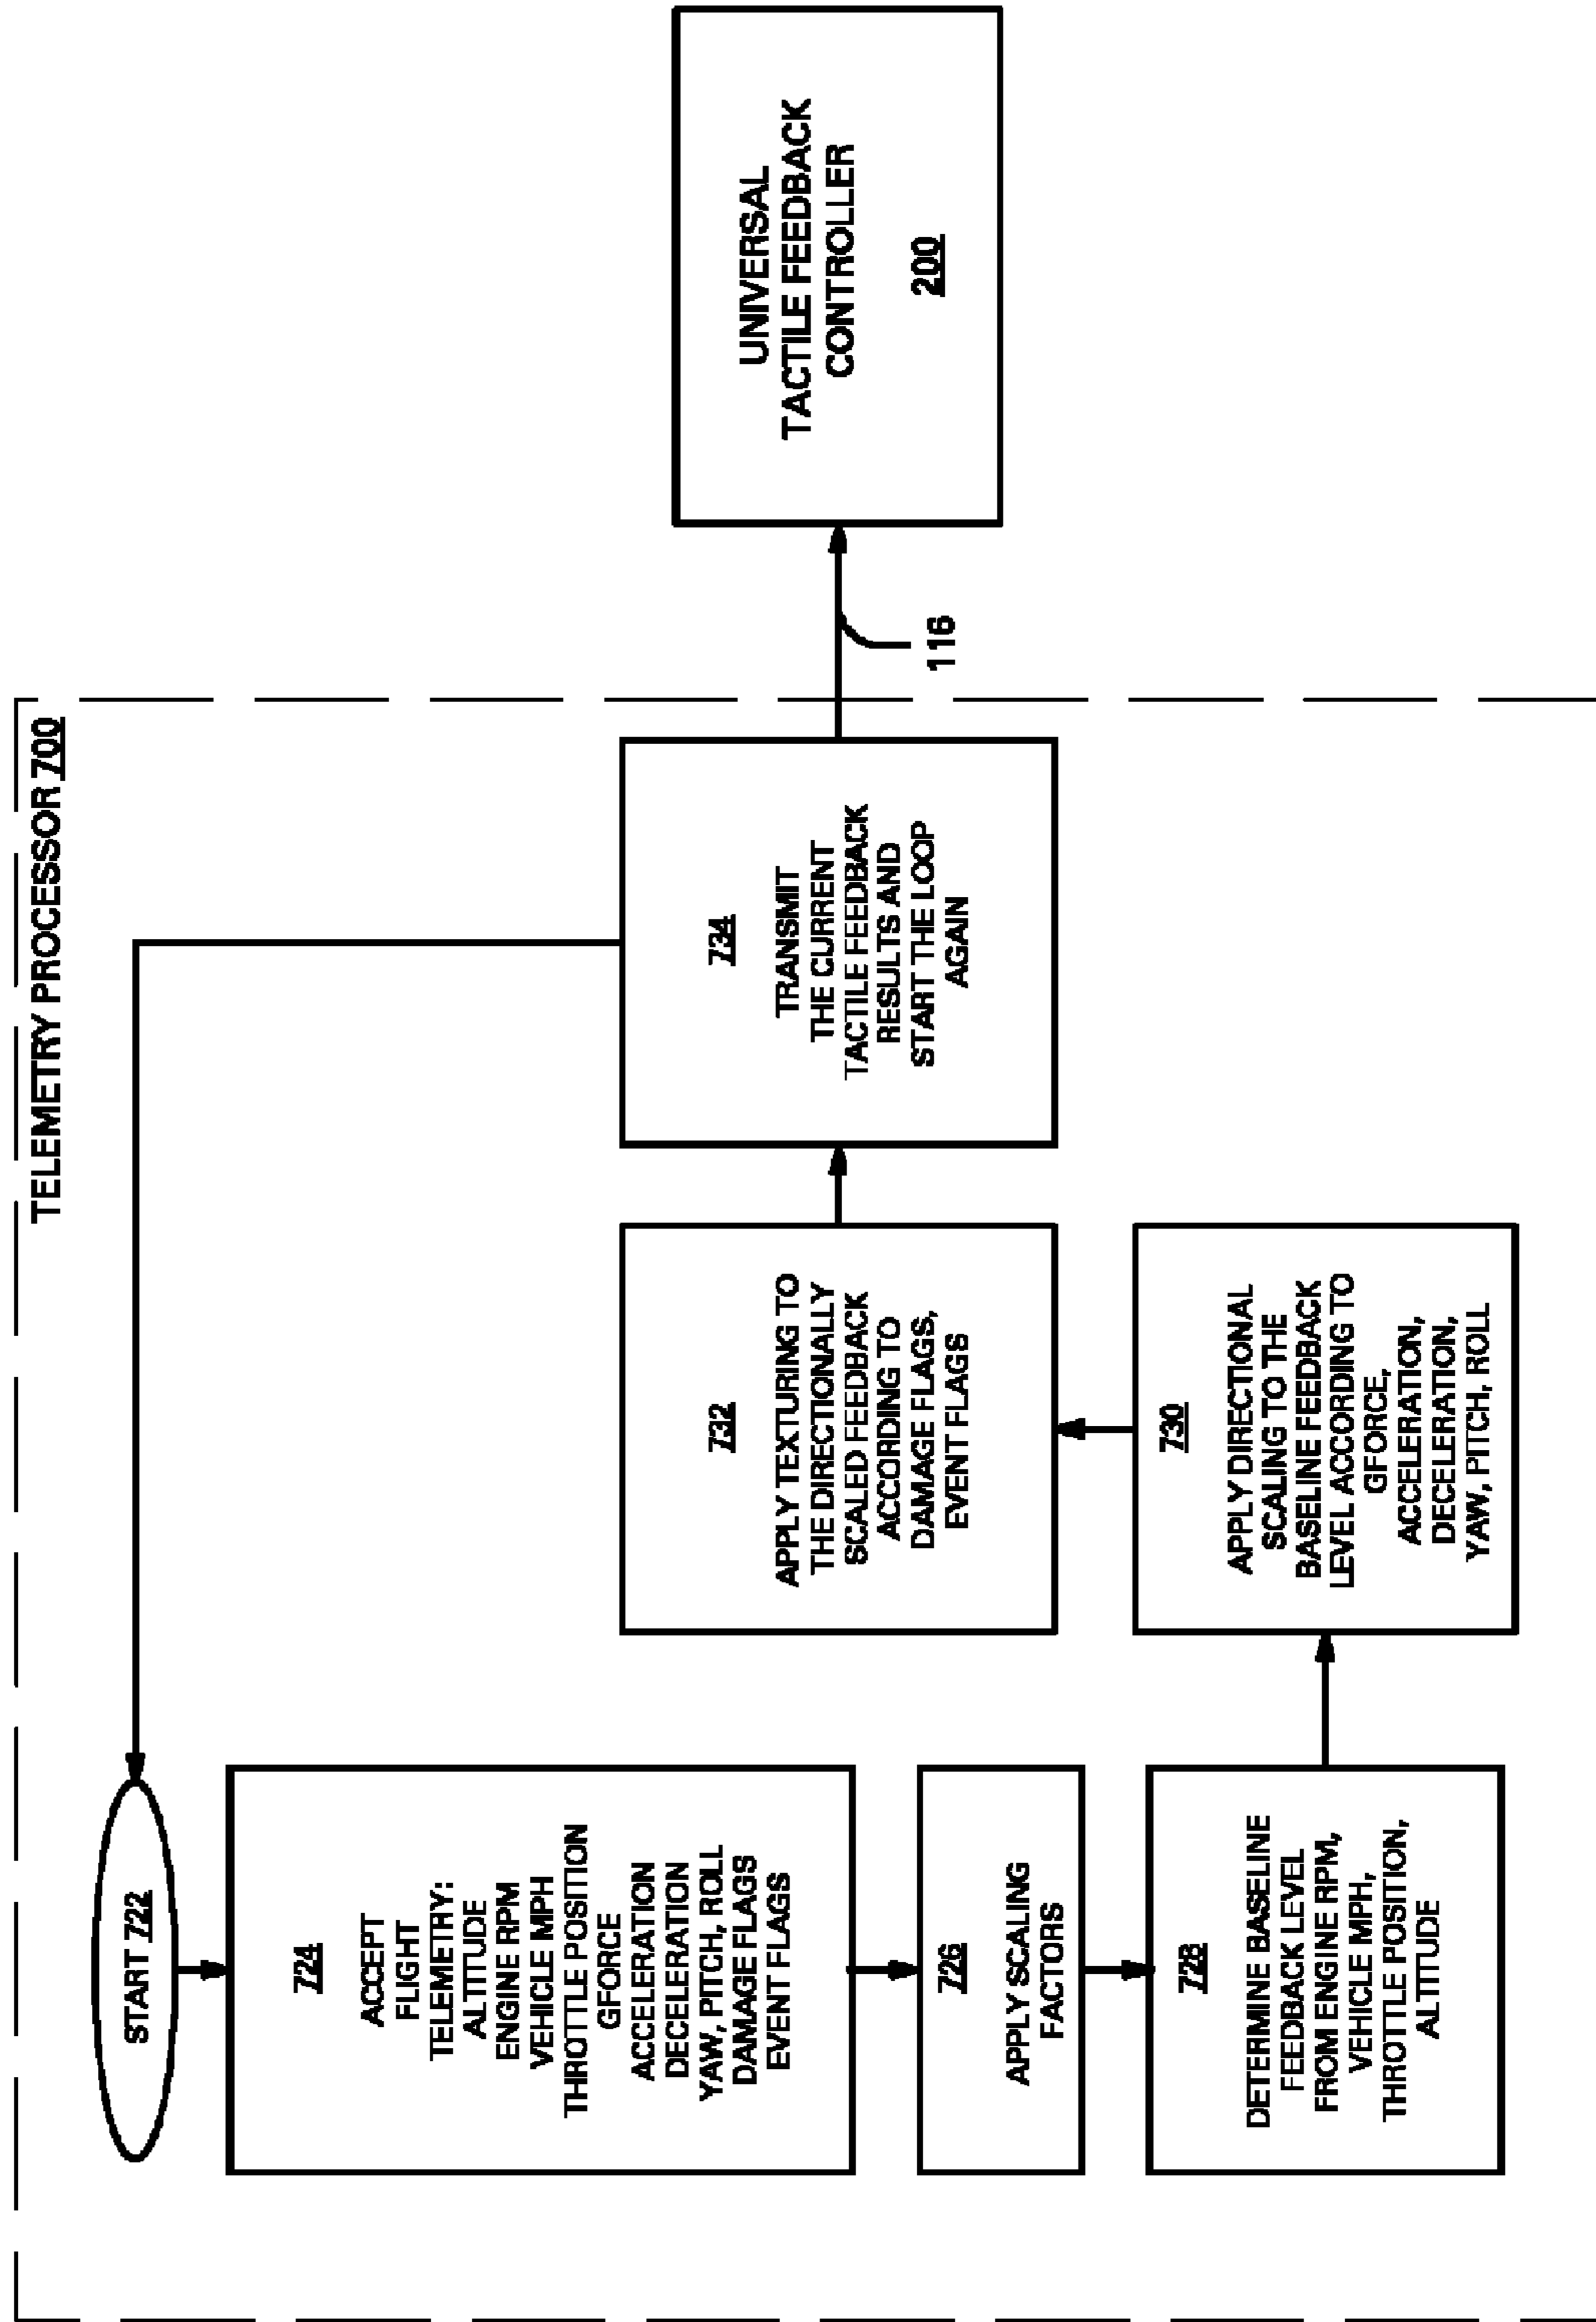 TELEMETRY PROCESSOR 700
START 722
724
ACCEPT
FLIGHT
TELEMETRY:
ALTITUDE
ENGINE RPM
VEHICLE MPH
THROTTLE POSITION
GFORCE
ACCELERATION
DECELERATION
YAW, PITCH, ROLL
DAMAGE FLAGS
EVENT FLAGS
726
APPLY SCALING
FACTORS
728
DETERMINE BASELINE
FEEDBACK LEVEL
FROM ENGINE RPM,
VEHICLE MPH,
THROTTLE POSITION,
ALTITUDE
730
APPLY DIRECTIONAL
SCALING TO THE
BASELINE FEEDBACK
LEVEL ACCORDING TO
GFORCE,
ACCELERATION,
DECELERATION,
YAW, PITCH, ROLL
732
APPLY TEXTURING TO
THE DIRECTIONALLY
SCALED FEEDBACK
ACCORDING TO
DAMAGE FLAGS,
EVENT FLAGS
734
TRANSMIT
THE CURRENT
TACTILE FEEDBACK
RESULTS AND
START THE LOOP
AGAIN
116
UNIVERSAL
TACTILE FEEDBACK
CONTROLLER
200